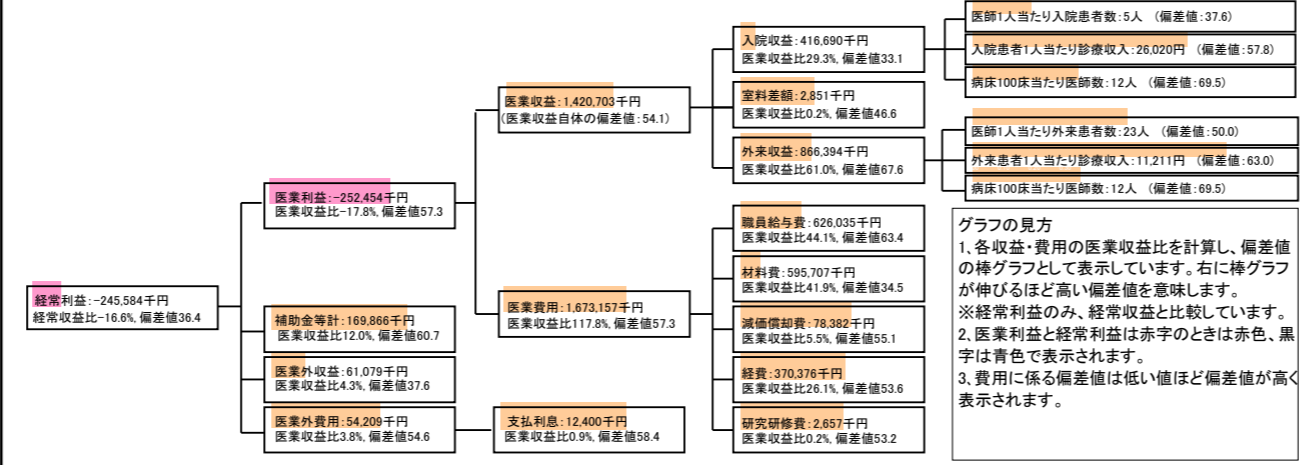 経常利益:-245,584千円
経常収益比-16.6%, 偏差値36.4
医業利益:-252,454千円
医業収益比-17.8%, 偏差値57.3
補助金等計:169,866千円
医業収益比12.0%, 偏差値60.7
医業外収益:61,079千円
医業収益比4.3%, 偏差値37.6
医業外費用:54,209千円
医業収益比3.8%, 偏差値54.6
医業収益:1,420,703千円
(医業収益自体の偏差値:54.1)
医業費用:1,673,157千円
医業収益比117.8%, 偏差値57.3
支払利息:12,400千円
医業収益比0.9%, 偏差値58.4
入院収益:416,690千円
医業収益比29.3%, 偏差値33.1
室料差額:2,851千円
医業収益比0.2%, 偏差値46.6
外来収益:866,394千円
医業収益比61.0%, 偏差値67.6
職員給与費:626,035千円
医業収益比44.1%, 偏差値63.4
材料費:595,707千円
医業収益比41.9%, 偏差値34.5
減価償却費:78,382千円
医業収益比5.5%, 偏差値55.1
経費:370,376千円
医業収益比26.1%, 偏差値53.6
研究研修費:2,657千円
医業収益比0.2%, 偏差値53.2
医師1人当たり入院患者数:5人 (偏差値:37.6)
入院患者1人当たり診療収入:26,020円 (偏差値:57.8)
病床100床当たり医師数:12人 (偏差値:69.5)
医師1人当たり外来患者数:23人 (偏差値:50.0)
外来患者1人当たり診療収入:11,211円 (偏差値:63.0)
病床100床当たり医師数:12人 (偏差値:69.5)
グラフの見方
1、各収益・費用の医業収益比を計算し、偏差値
の棒グラフとして表示しています。右に棒グラフ
が伸びるほど高い偏差値を意味します。
※経常利益のみ、経常収益と比較しています。
2、医業利益と経常利益は赤字のときは赤色、黒
字は青色で表示されます。
3、費用に係る偏差値は低い値ほど偏差値が高く
表示されます。